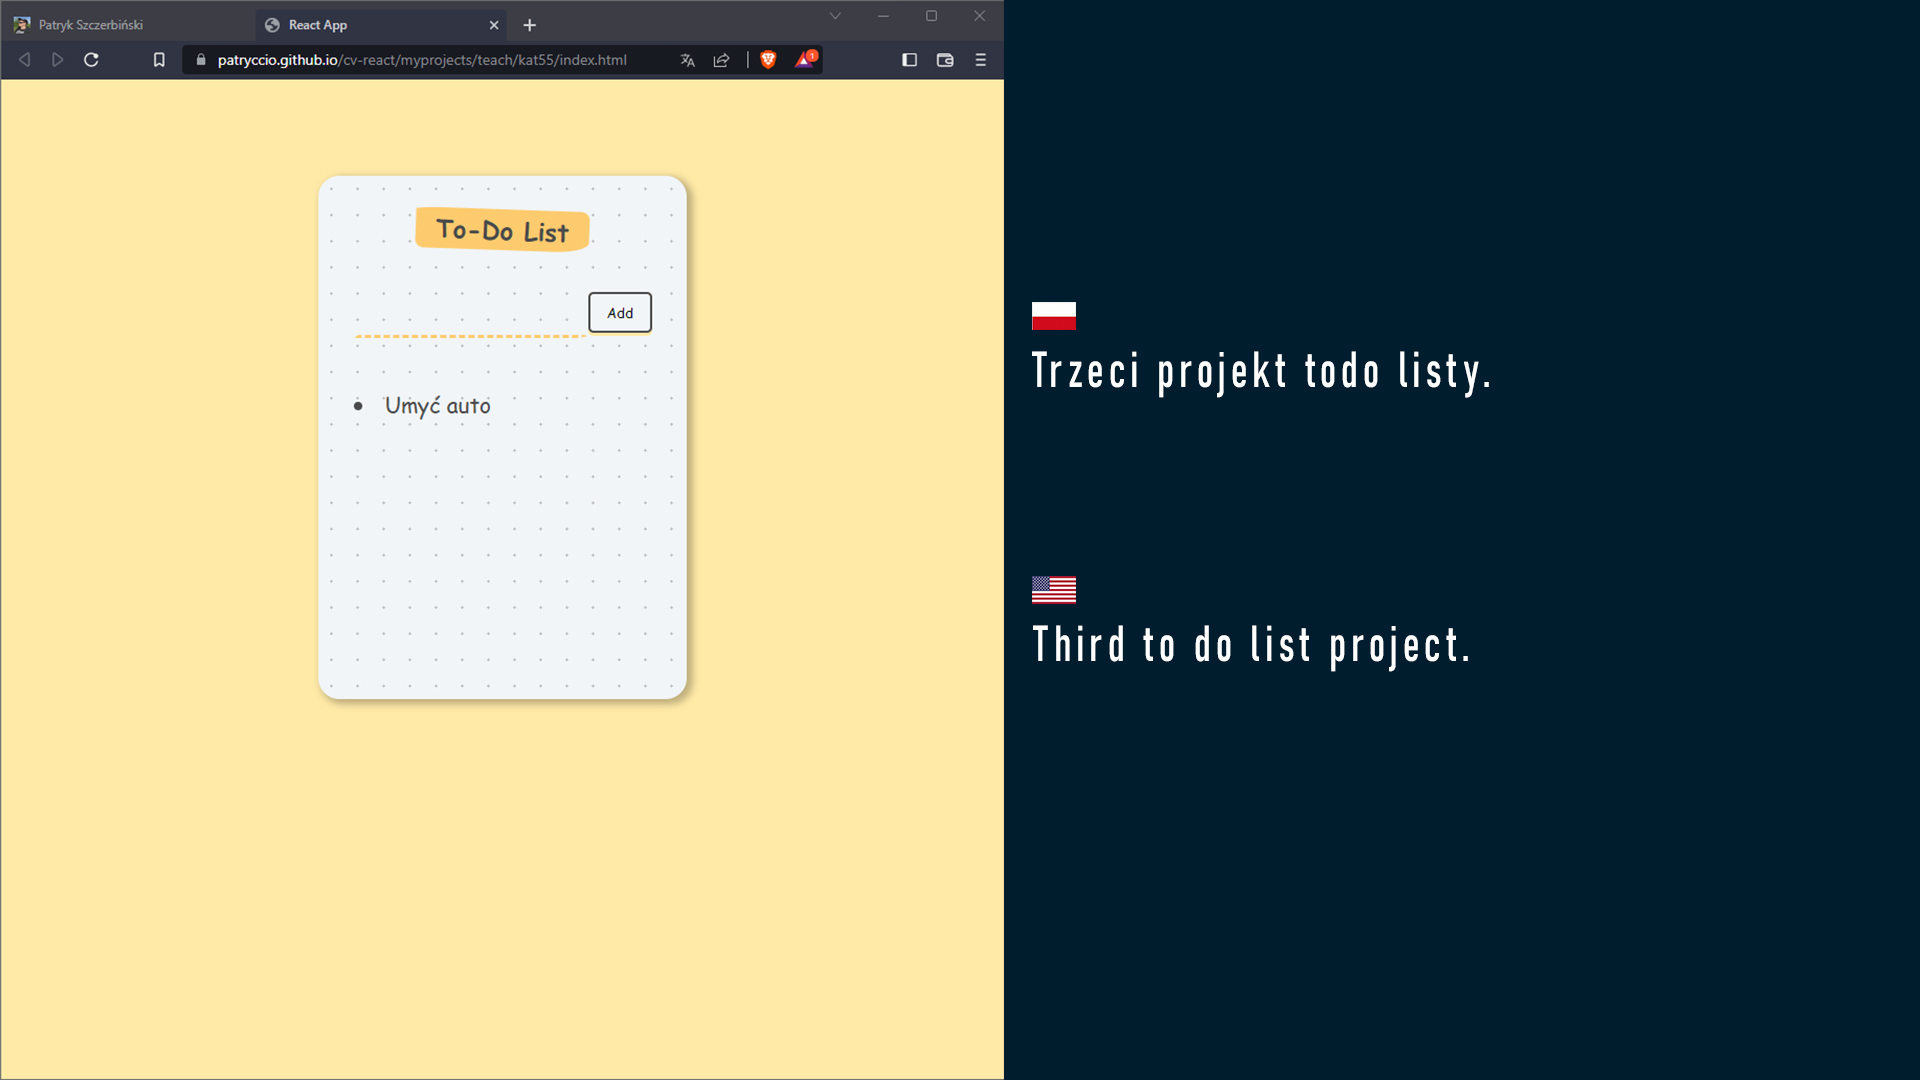 Patryk Szczerbiński
React App
patryccio.github.io/cv-react/myprojects/teach/kat55/index.html
1
To-Do List
Add
Umyć auto
Trzeci projekt todo listy.
Third to do list project.